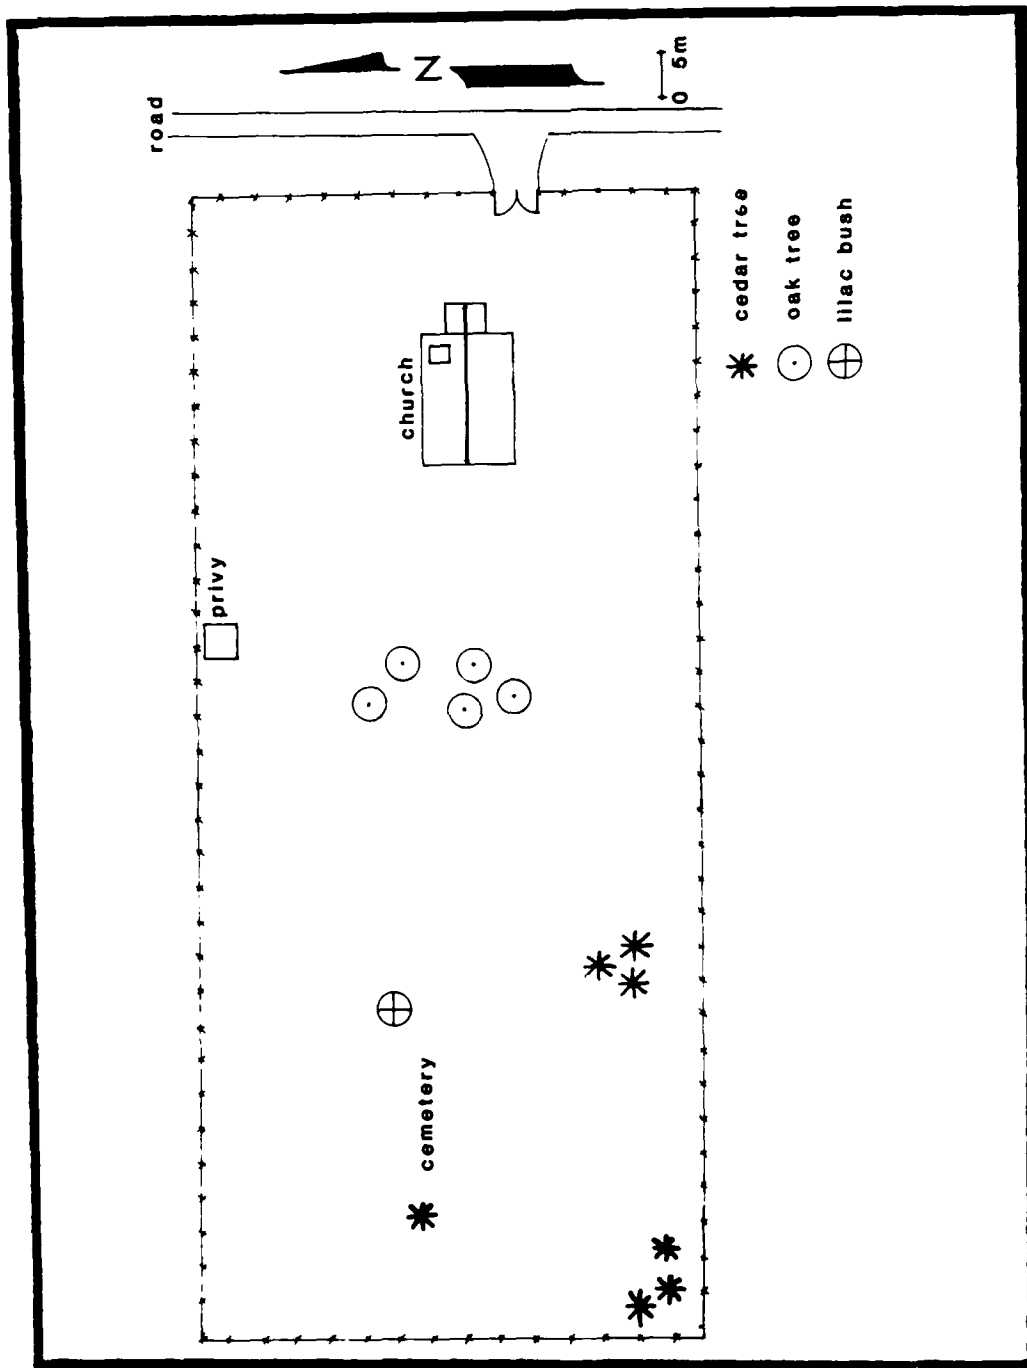 road
N
0 5m
church
privy
cemetery
cedar tree
oak tree
lilac bush